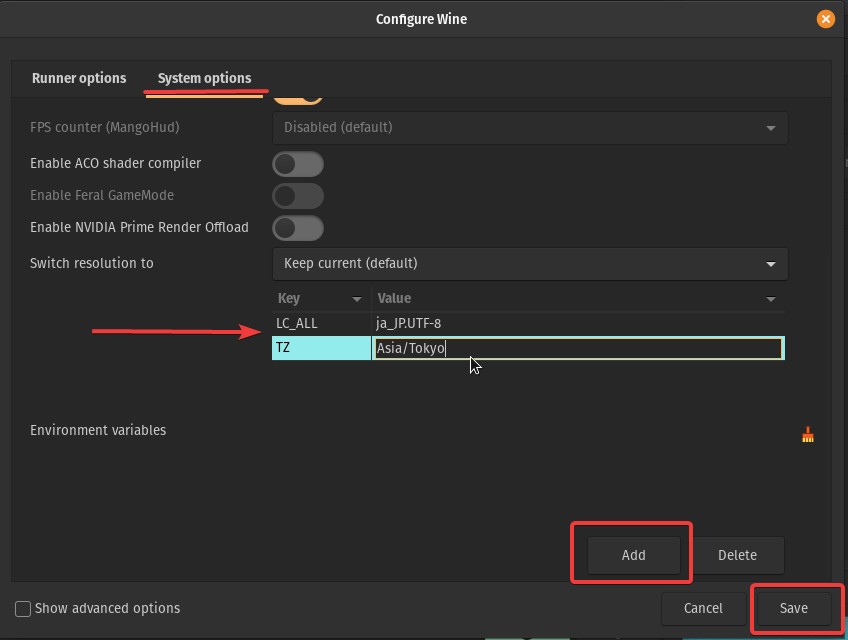 Configure Wine
Runner options
System options
FPS counter (MangoHud)
Disabled (default)
Enable ACO shader compiler
Enable Feral GameMode
Enable NVIDIA Prime Render Offload
Switch resolution to
Keep current (default)
Key
Value
LC_ALL
ja_JP.UTF-8
TZ
Asia/Tokyo
Environment variables
Add
Delete
Show advanced options
Cancel
Save